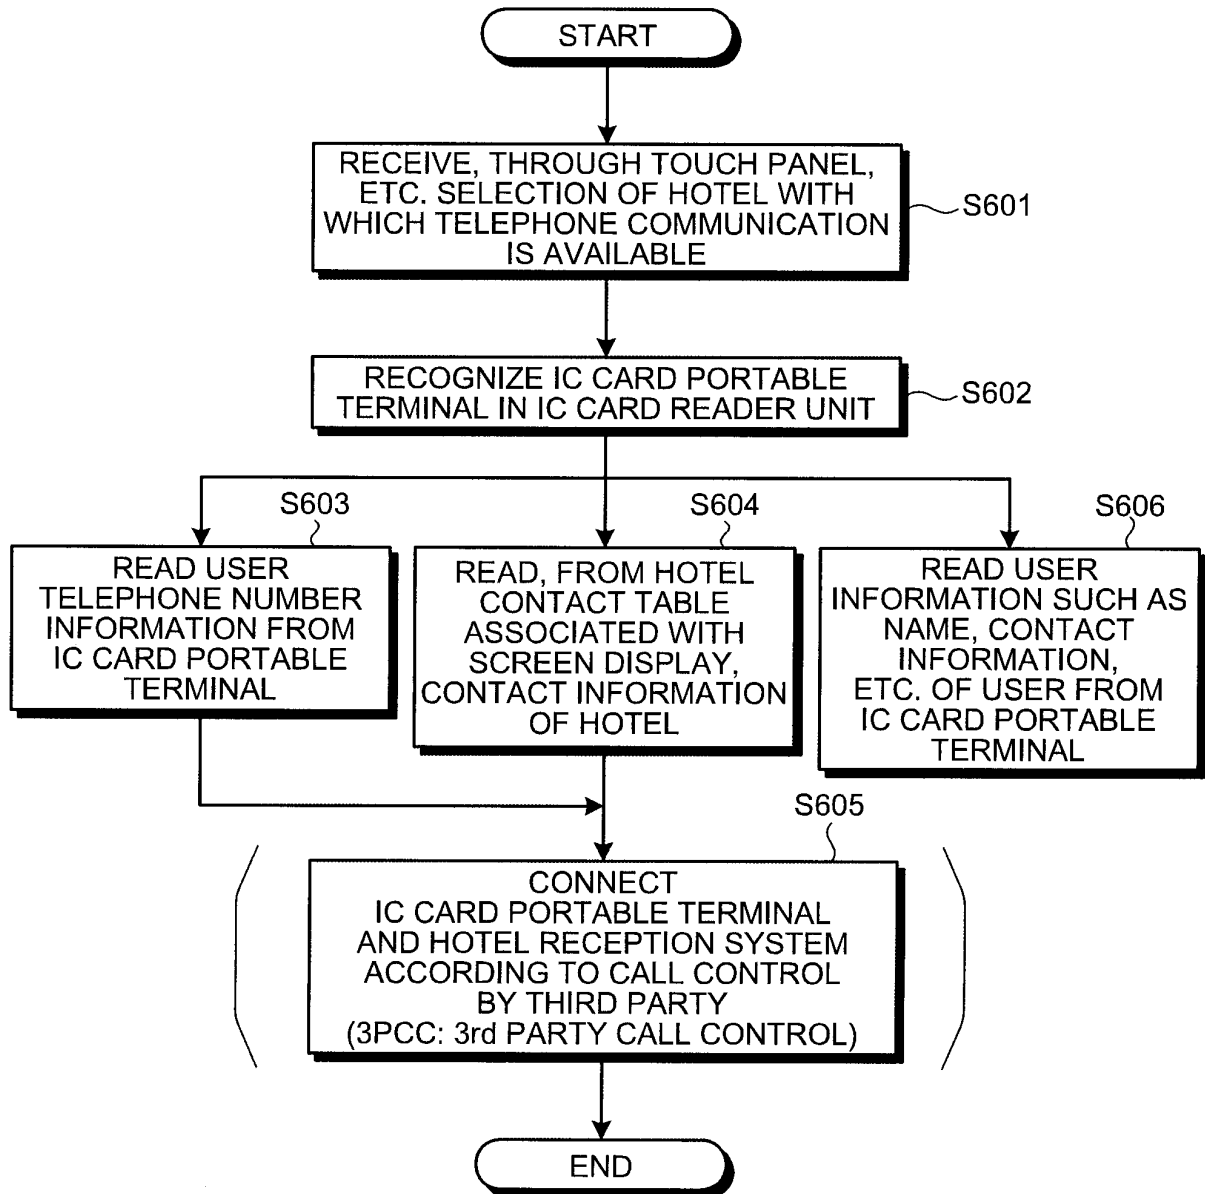 START
RECEIVE, THROUGH TOUCH PANEL,
ETC. SELECTION OF HOTEL WITH
WHICH TELEPHONE COMMUNICATION
IS AVAILABLE
S601
RECOGNIZE IC CARD PORTABLE
TERMINAL IN IC CARD READER UNIT
S602
S603
READ USER
TELEPHONE NUMBER
INFORMATION FROM
IC CARD PORTABLE
TERMINAL
S604
READ, FROM HOTEL
CONTACT TABLE
ASSOCIATED WITH
SCREEN DISPLAY,
CONTACT INFORMATION
OF HOTEL
S606
READ USER
INFORMATION SUCH AS
NAME, CONTACT
INFORMATION,
ETC. OF USER FROM
IC CARD PORTABLE
TERMINAL
S605
CONNECT
IC CARD PORTABLE TERMINAL
AND HOTEL RECEPTION SYSTEM
ACCORDING TO CALL CONTROL
BY THIRD PARTY
(3PCC: 3rd PARTY CALL CONTROL)
END